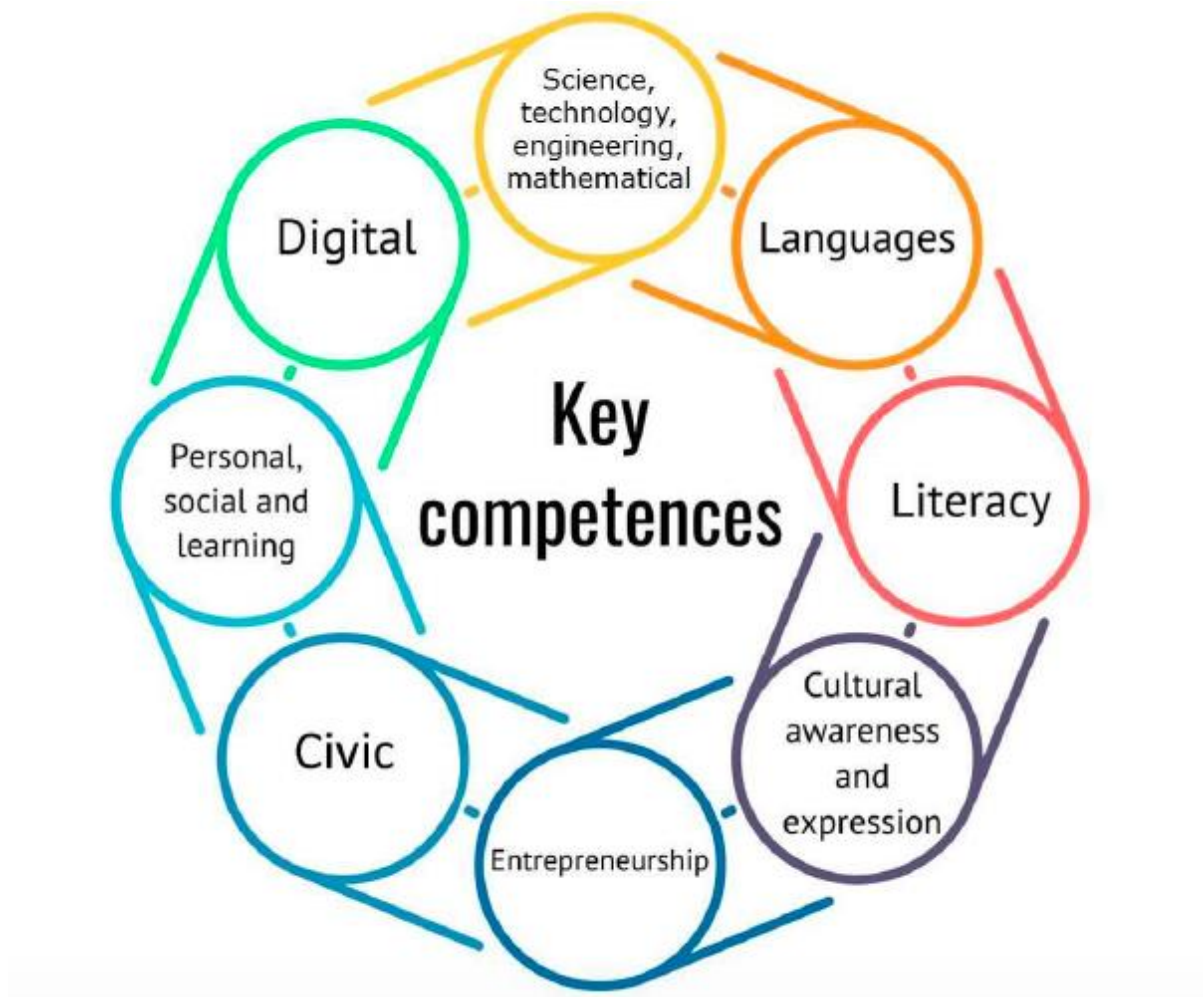 Science,
technology,
engineering,
mathematical
Languages
Literacy
Cultural
awareness
and
expression
Entrepreneurship
Civic
Personal,
social and
learning
Digital
Key
competences